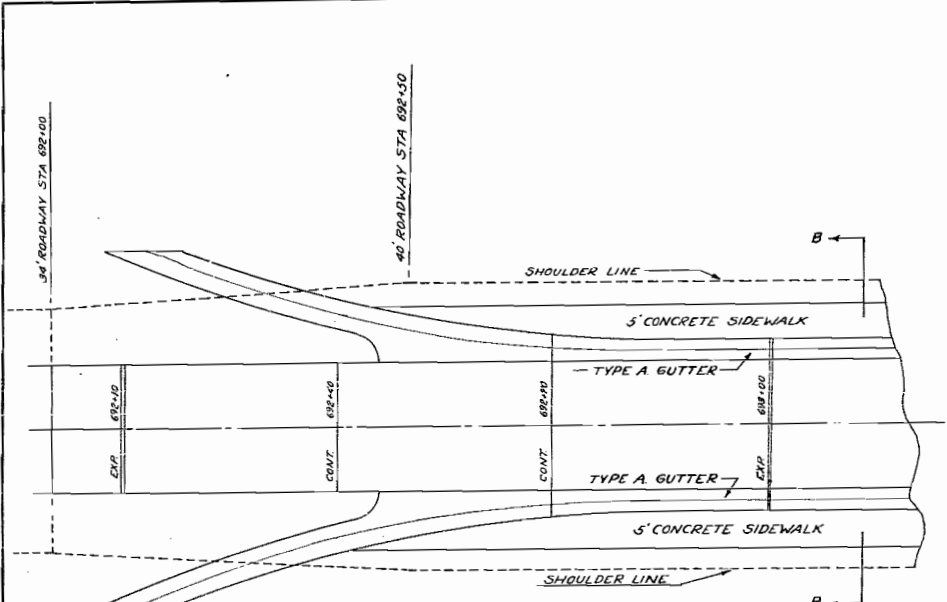 34' ROADWAY STA 692+00
40' ROADWAY STA 692+50
B
SHOULDER LINE
5' CONCRETE SIDEWALK
TYPE A. GUTTER
EXP. 692+10
CONT. 692+40
CONT. 692+70
EXP. 693+00
TYPE A. GUTTER
5' CONCRETE SIDEWALK
SHOULDER LINE
B